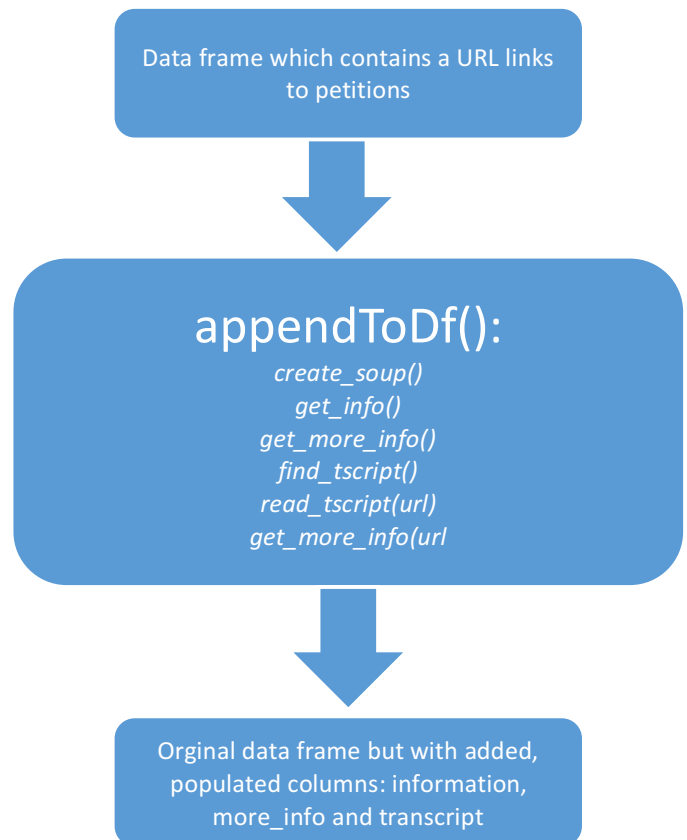 Data frame which contains a URL links
to petitions
appendToDf():
create_soup()
get_info()
get_more_info()
find_tscript()
read_tscript(url)
get_more_info(url
Orginal data frame but with added,
populated columns: information,
more_info and transcript